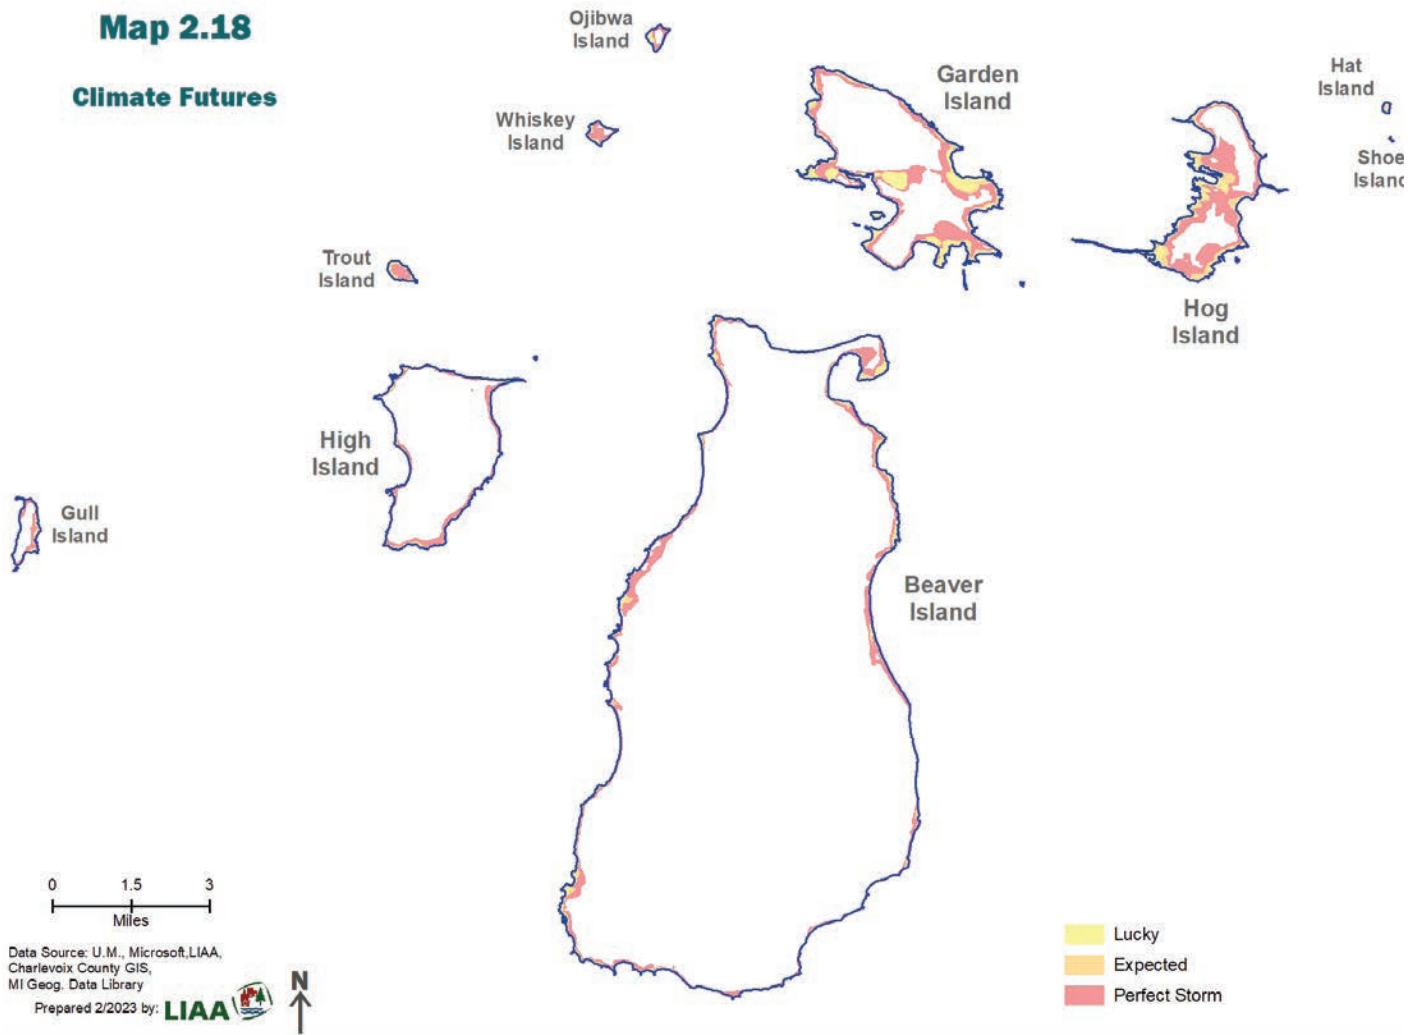 Map 2.18
Climate Futures
Ojibwa
Island
Whiskey
Island
Garden
Island
Hat
Island
Shoe
Island
Hog
Island
Trout
Island
High
Island
Gull
Island
Beaver
Island
0 1.5 3
Miles
Data Source: U.M., Microsoft,LIAA,
Charlevoix County GIS,
MI Geog. Data Library
Prepared 2/2023 by: LIAA
N
Lucky
Expected
Perfect Storm